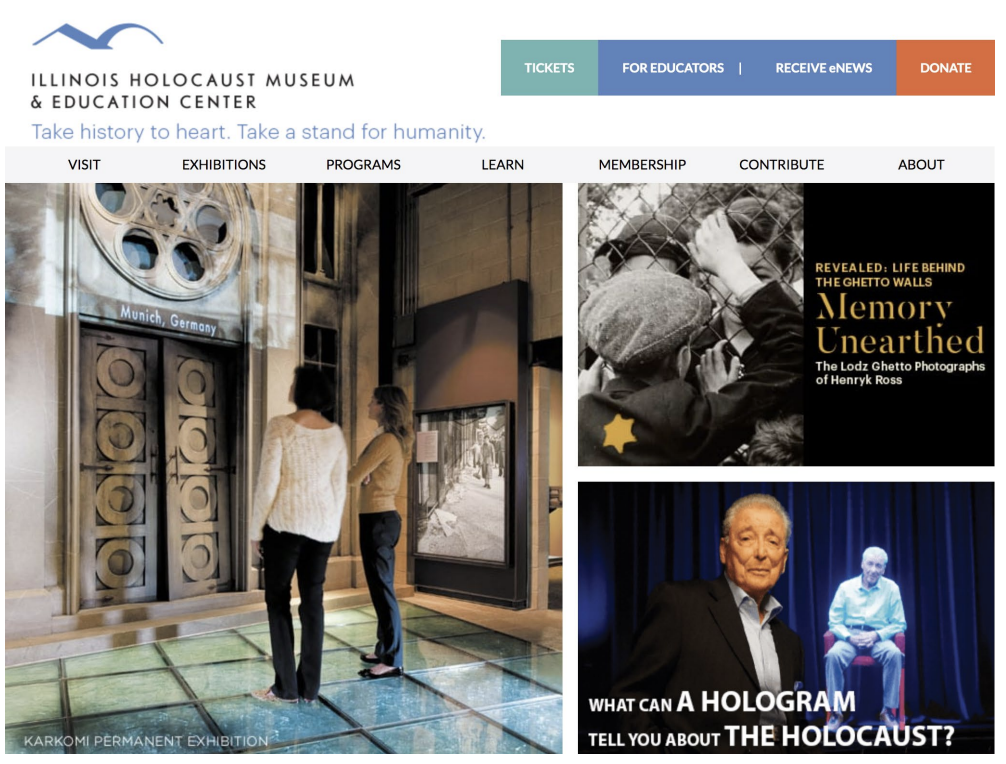 ILLINOIS HOLOCAUST MUSEUM
& EDUCATION CENTER
Take history to heart. Take a stand for humanity.
TICKETS
FOR EDUCATORS |
RECEIVE eNEWS
DONATE
VISIT
EXHIBITIONS
PROGRAMS
LEARN
MEMBERSHIP
CONTRIBUTE
ABOUT
Munich, Germany
KARKOMI PERMANENT EXHIBITION
REVEALED: LIFE BEHIND
THE GHETTO WALLS
Memory
Unearthed
The Lodz Ghetto Photographs
of Henryk Ross
WHAT CAN A HOLOGRAM
TELL YOU ABOUT THE HOLOCAUST?